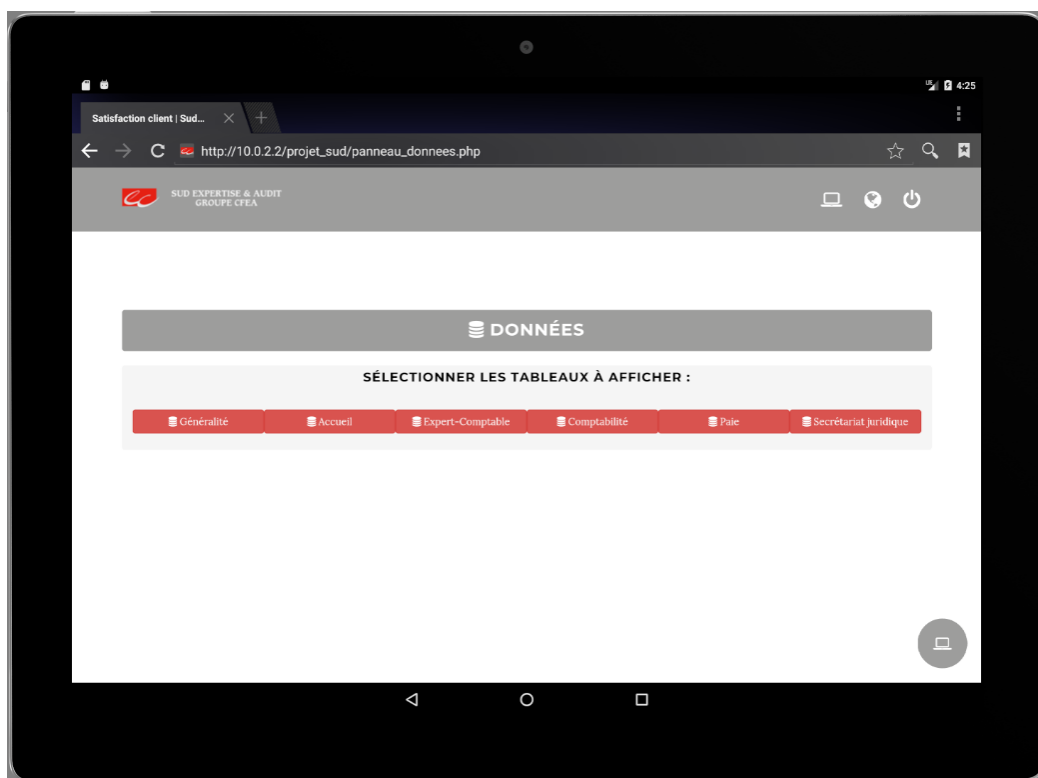 4:25
Satisfaction client | Sud...
http://10.0.2.2/projet_sud/panneau_donnees.php
SUD EXPERTISE & AUDIT
GROUPE CFEA
DONNÉES
SÉLECTIONNER LES TABLEAUX À AFFICHER :
Généralité Accueil Expert-Comptable Comptabilité Paie Secrétariat juridique